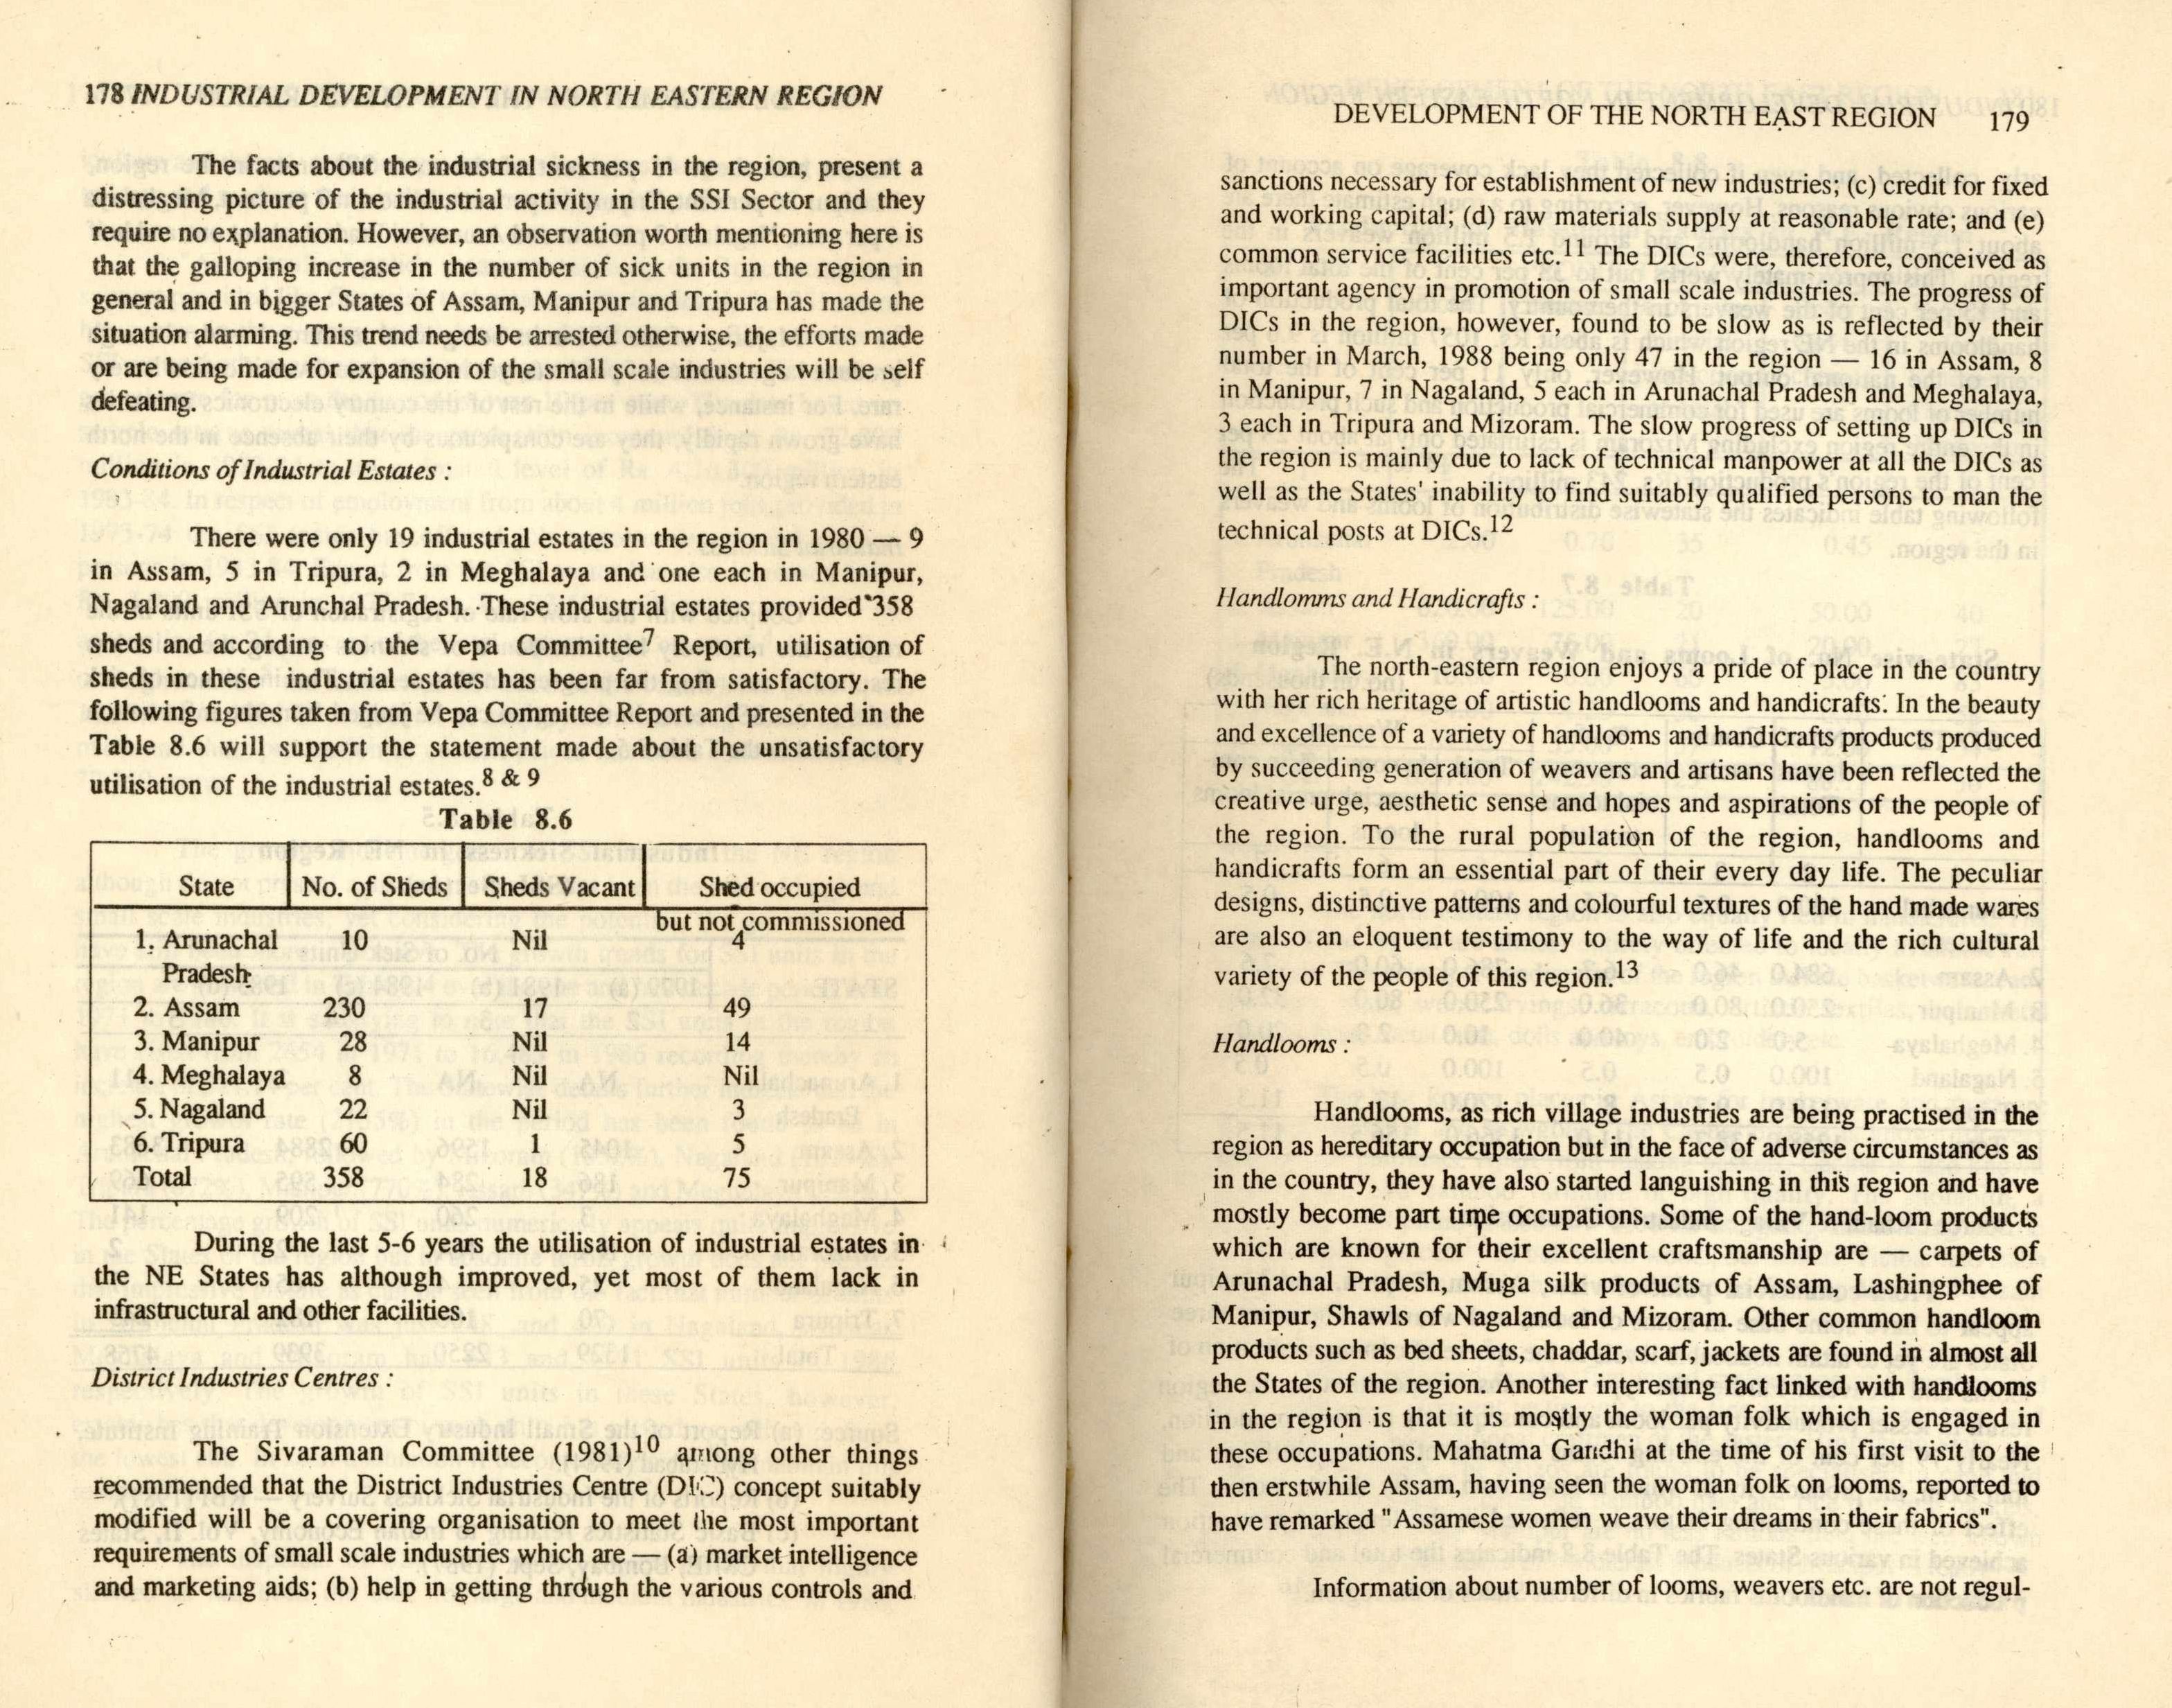 178 INDUSTRIAL DEVELOPMENT IN NORTH EASTERN REGION
The facts about the industrial sickness in the region, present a
distressing picture of the industrial activity in the SSI Sector and they
require no explanation. However, an observation worth mentioning here is
that the galloping increase in the number of sick units in the region in
general and in bigger States of Assam, Manipur and Tripura has made the
situation alarming. This trend needs be arrested otherwise, the efforts made
or are being made for expansion of the small scale industries will be self
defeating.
Conditions of Industrial Estates :
There were only 19 industrial estates in the region in 1980 — 9
in Assam, 5 in Tripura, 2 in Meghalaya and one each in Manipur,
Nagaland and Arunchal Pradesh. These industrial estates provided 358
sheds and according to the Vepa Committee7 Report, utilisation of
sheds in these industrial estates has been far from satisfactory. The
following figures taken from Vepa Committee Report and presented in the
Table 8.6 will support the statement made about the unsatisfactory
utilisation of the industrial estates.8 & 9
Table 8.6
State No. of Sheds Sheds Vacant Shed occupied
but not commissioned
1. Arunachal 10 Nil 4
Pradesh
2. Assam 230 17 49
3. Manipur 28 Nil 14
4. Meghalaya 8 Nil Nil
5. Nagaland 22 Nil 3
6. Tripura 60 1 5
Total 358 18 75
During the last 5-6 years the utilisation of industrial estates in
the NE States has although improved, yet most of them lack in
infrastructural and other facilities.
District Industries Centres :
The Sivaraman Committee (1981)10 among other things
recommended that the District Industries Centre (DIC) concept suitably
modified will be a covering organisation to meet the most important
requirements of small scale industries which are — (a) market intelligence
and marketing aids; (b) help in getting through the various controls and
DEVELOPMENT OF THE NORTH EAST REGION 179
sanctions necessary for establishment of new industries; (c) credit for fixed
and working capital; (d) raw materials supply at reasonable rate; and (e)
common service facilities etc.11 The DICs were, therefore, conceived as
important agency in promotion of small scale industries. The progress of
DICs in the region, however, found to be slow as is reflected by their
number in March, 1988 being only 47 in the region — 16 in Assam, 8
in Manipur, 7 in Nagaland, 5 each in Arunachal Pradesh and Meghalaya,
3 each in Tripura and Mizoram. The slow progress of setting up DICs in
the region is mainly due to lack of technical manpower at all the DICs as
well as the States' inability to find suitably qualified persons to man the
technical posts at DICs.12
Handlomms and Handicrafts :
The north-eastern region enjoys a pride of place in the country
with her rich heritage of artistic handlooms and handicrafts. In the beauty
and excellence of a variety of handlooms and handicrafts products produced
by succeeding generation of weavers and artisans have been reflected the
creative urge, aesthetic sense and hopes and aspirations of the people of
the region. To the rural population of the region, handlooms and
handicrafts form an essential part of their every day life. The peculiar
designs, distinctive patterns and colourful textures of the hand made wares
are also an eloquent testimony to the way of life and the rich cultural
variety of the people of this region.13
Handlooms :
Handlooms, as rich village industries are being practised in the
region as hereditary occupation but in the face of adverse circumstances as
in the country, they have also started languishing in this region and have
mostly become part time occupations. Some of the hand-loom products
which are known for their excellent craftsmanship are — carpets of
Arunachal Pradesh, Muga silk products of Assam, Lashingphee of
Manipur, Shawls of Nagaland and Mizoram. Other common handloom
products such as bed sheets, chaddar, scarf, jackets are found in almost all
the States of the region. Another interesting fact linked with handlooms
in the region is that it is mostly the woman folk which is engaged in
these occupations. Mahatma Gandhi at the time of his first visit to the
then erstwhile Assam, having seen the woman folk on looms, reported to
have remarked "Assamese women weave their dreams in their fabrics".
Information about number of looms, weavers etc. are not regul-